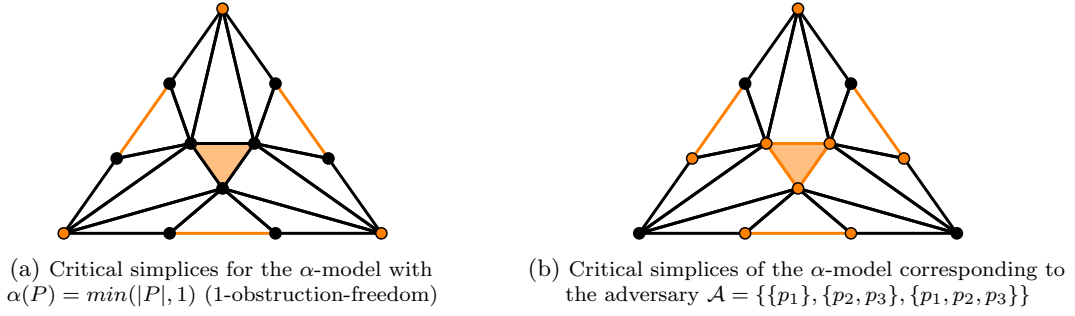 (a) Critical simplices for the α-model with
α(P) = min(|P|, 1) (1-obstruction-freedom)
(b) Critical simplices of the α-model corresponding to
the adversary 𝒜 = {{p₁}, {p₂, p₃}, {p₁, p₂, p₃}}